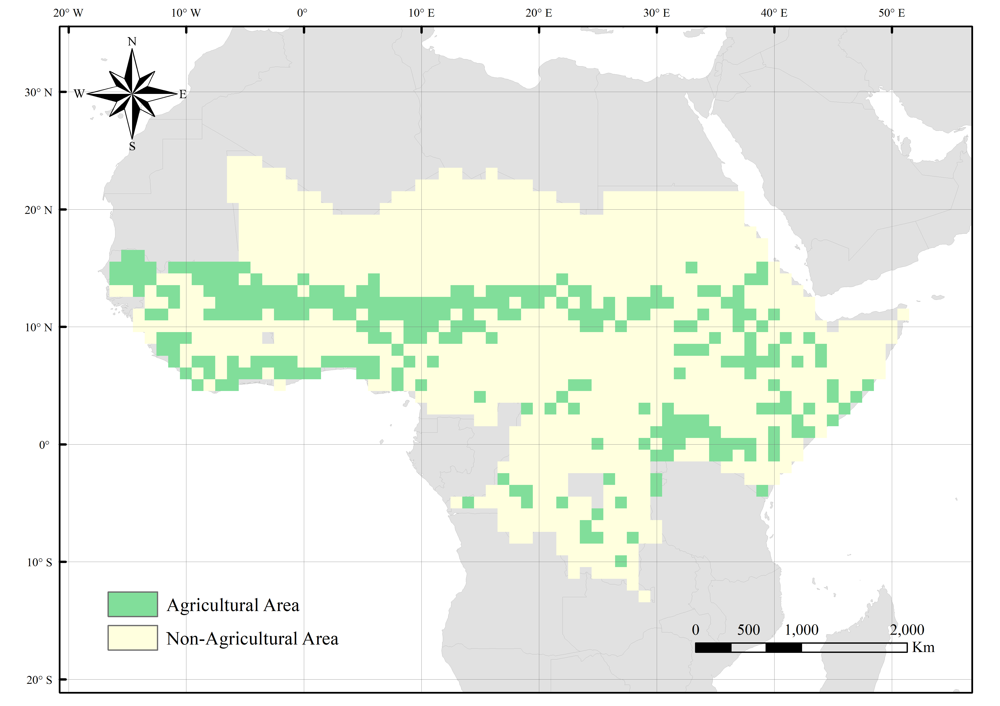 20° W 10° W 0° 10° E 20° E 30° E 40° E 50° E
N
30° N
W E
S
20° N
10° N
0°
10° S
20° S
Agricultural Area
Non-Agricultural Area
0 500 1,000 2,000
Km